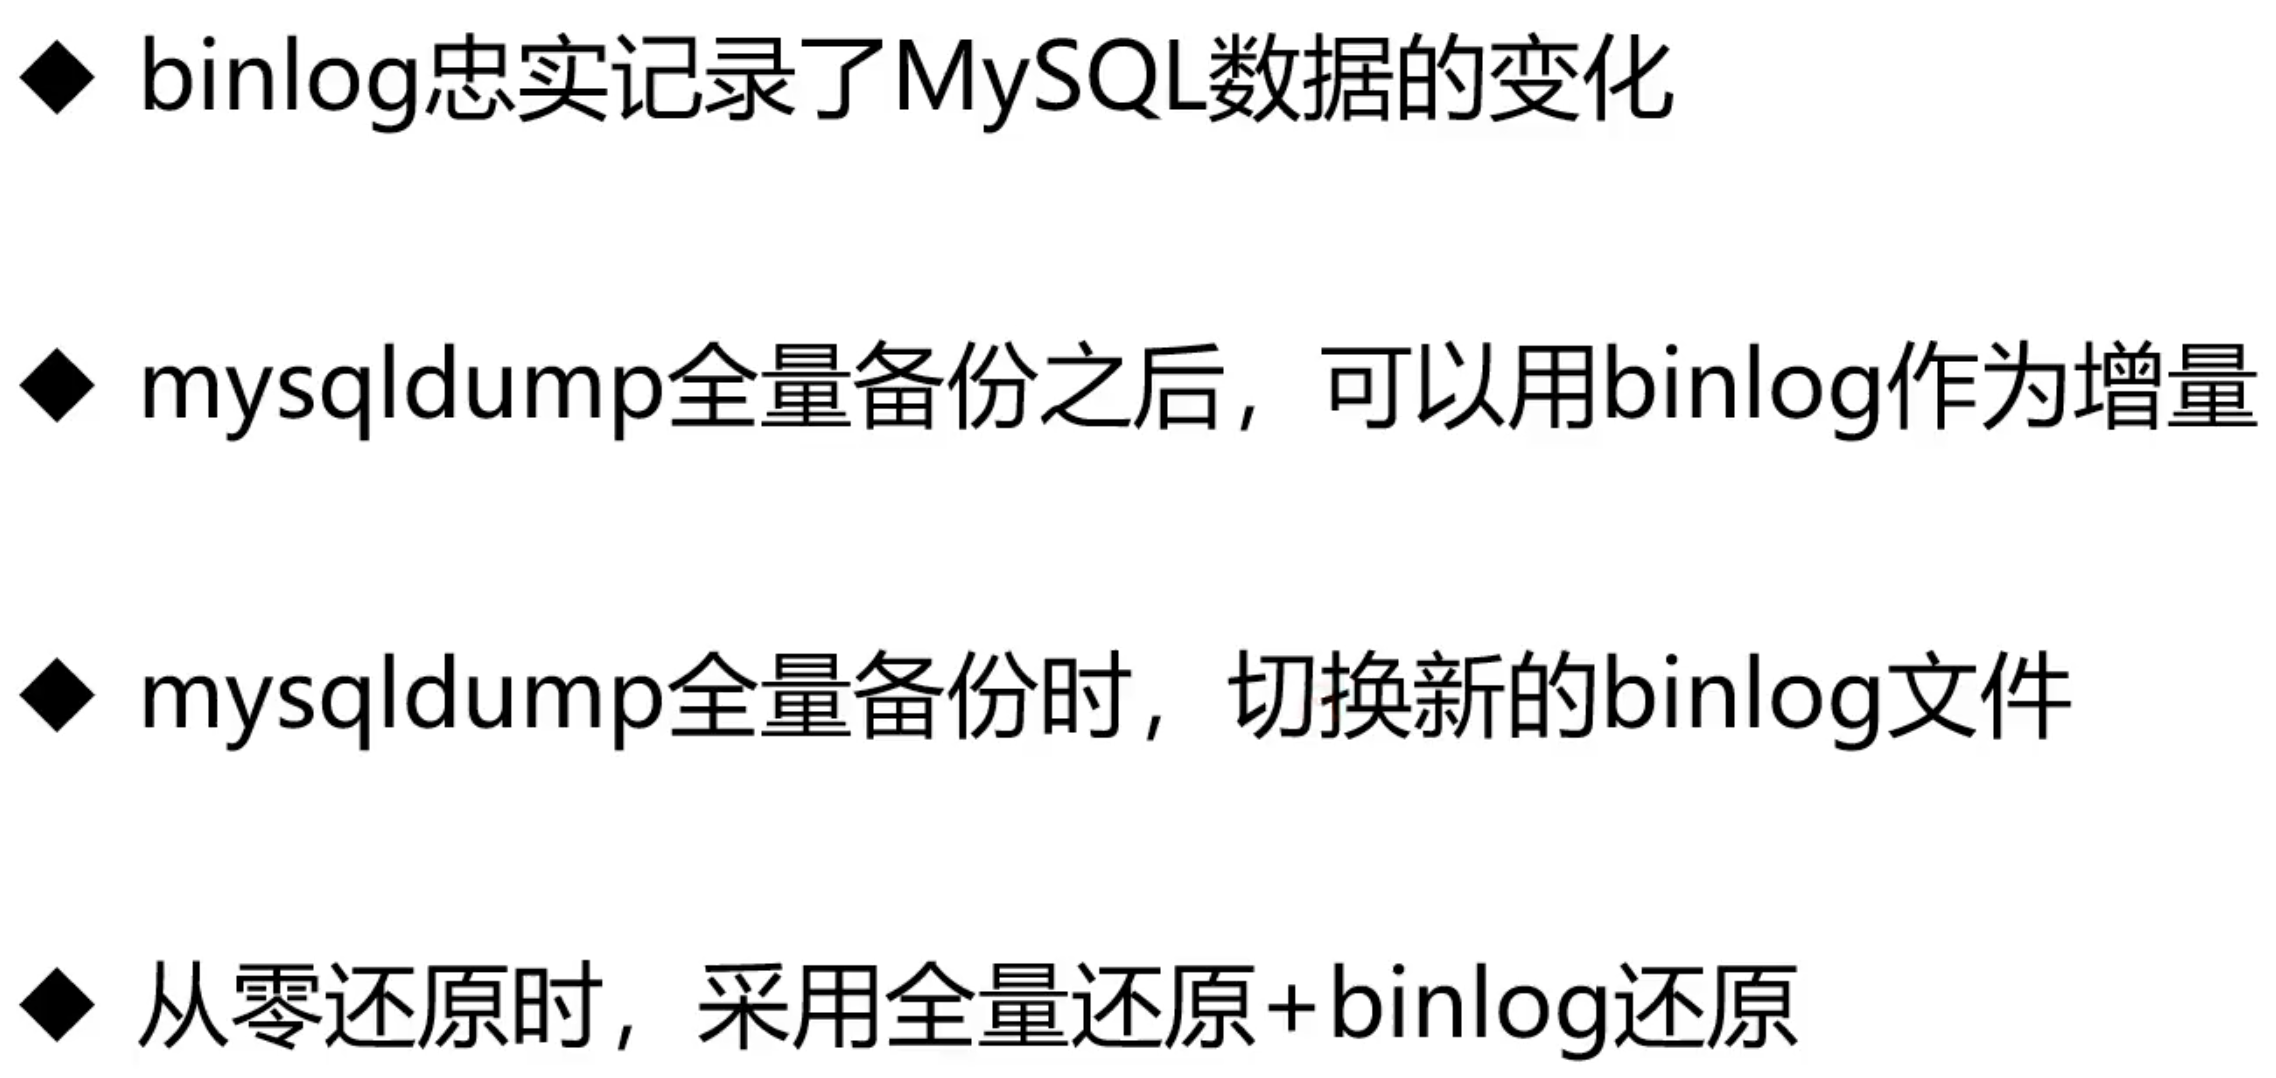 ◆ binlog忠实记录了MySQL数据的变化
◆ mysqldump全量备份之后，可以用binlog作为增量
◆ mysqldump全量备份时，切换新的binlog文件
◆ 从零还原时，采用全量还原+binlog还原